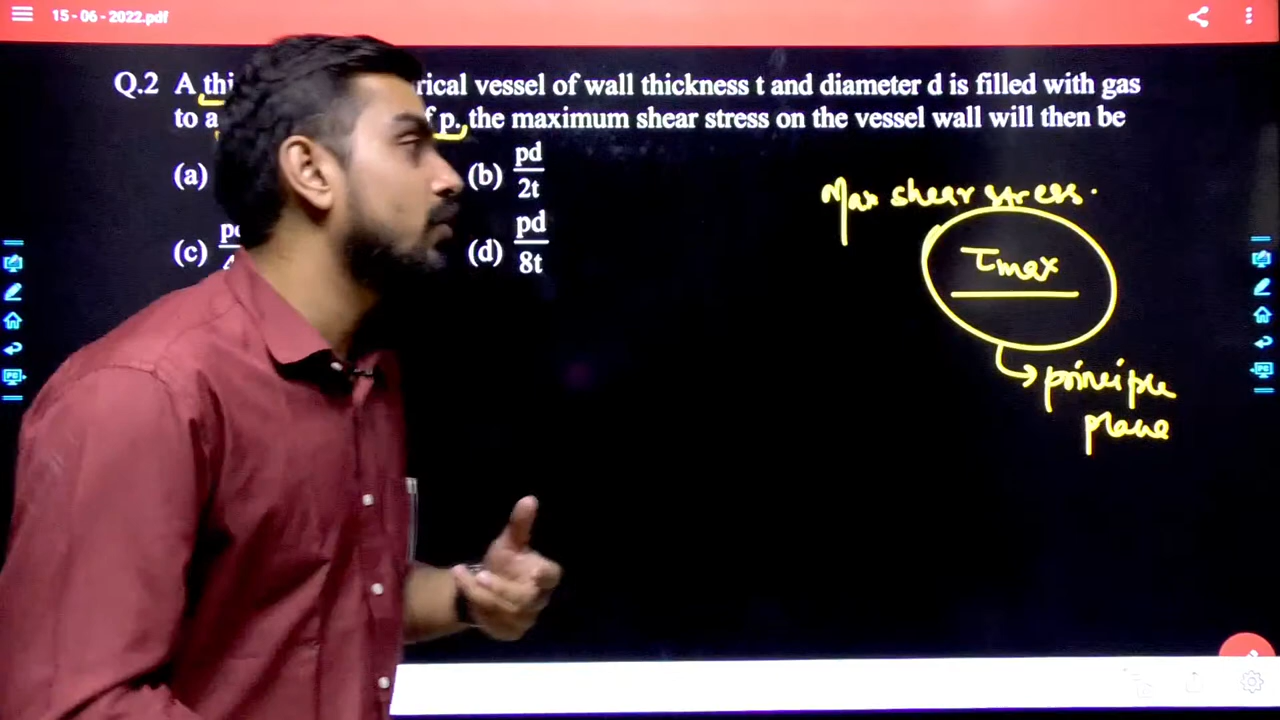 15 - 06 - 2022.pdf
Q.2 A thi rical vessel of wall thickness t and diameter d is filled with gas
to a f p. the maximum shear stress on the vessel wall will then be
(a) (b) pd
2t
(c) (d) pd
8t
Max shear stress.
τmax
principle
plane